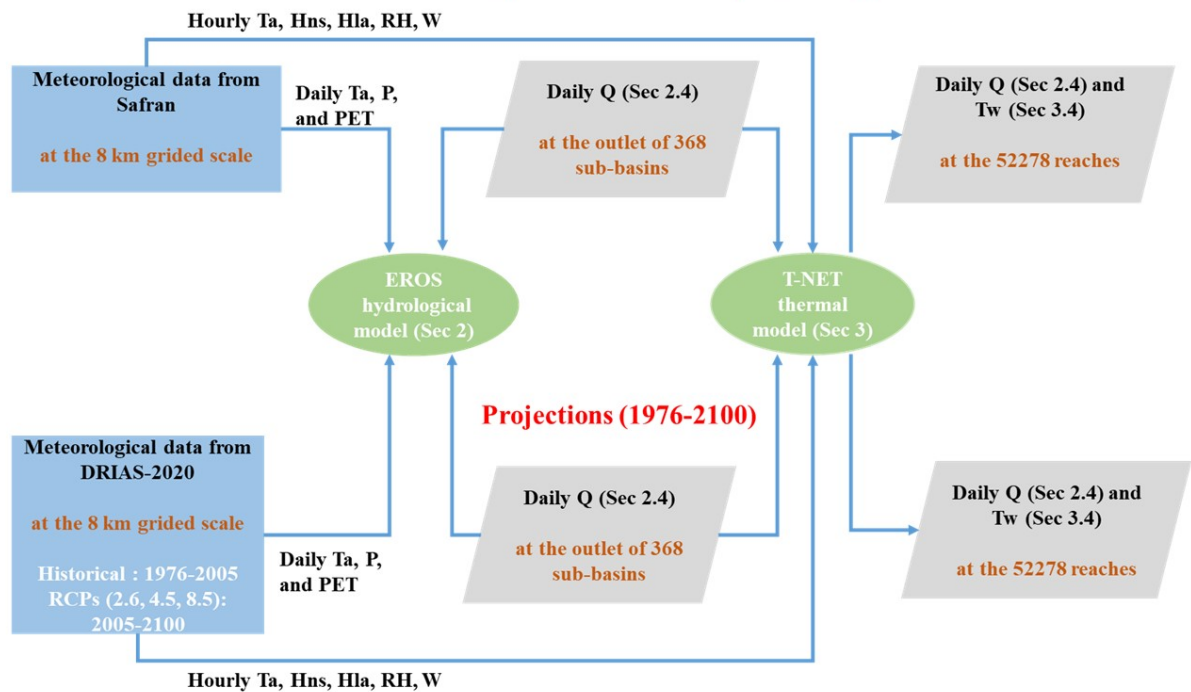 Hourly Ta, Hns, Hla, RH, W
Meteorological data from
Safran
at the 8 km grided scale
Daily Ta, P,
and PET
Daily Q (Sec 2.4)
at the outlet of 368
sub-basins
Daily Q (Sec 2.4) and
Tw (Sec 3.4)
at the 52278 reaches
EROS
hydrological
model (Sec 2)
T-NET
thermal
model (Sec 3)
Projections (1976-2100)
Meteorological data from
DRIAS-2020
at the 8 km grided scale
Historical : 1976-2005
RCPs (2.6, 4.5, 8.5):
2005-2100
Daily Ta, P,
and PET
Daily Q (Sec 2.4)
at the outlet of 368
sub-basins
Daily Q (Sec 2.4) and
Tw (Sec 3.4)
at the 52278 reaches
Hourly Ta, Hns, Hla, RH, W